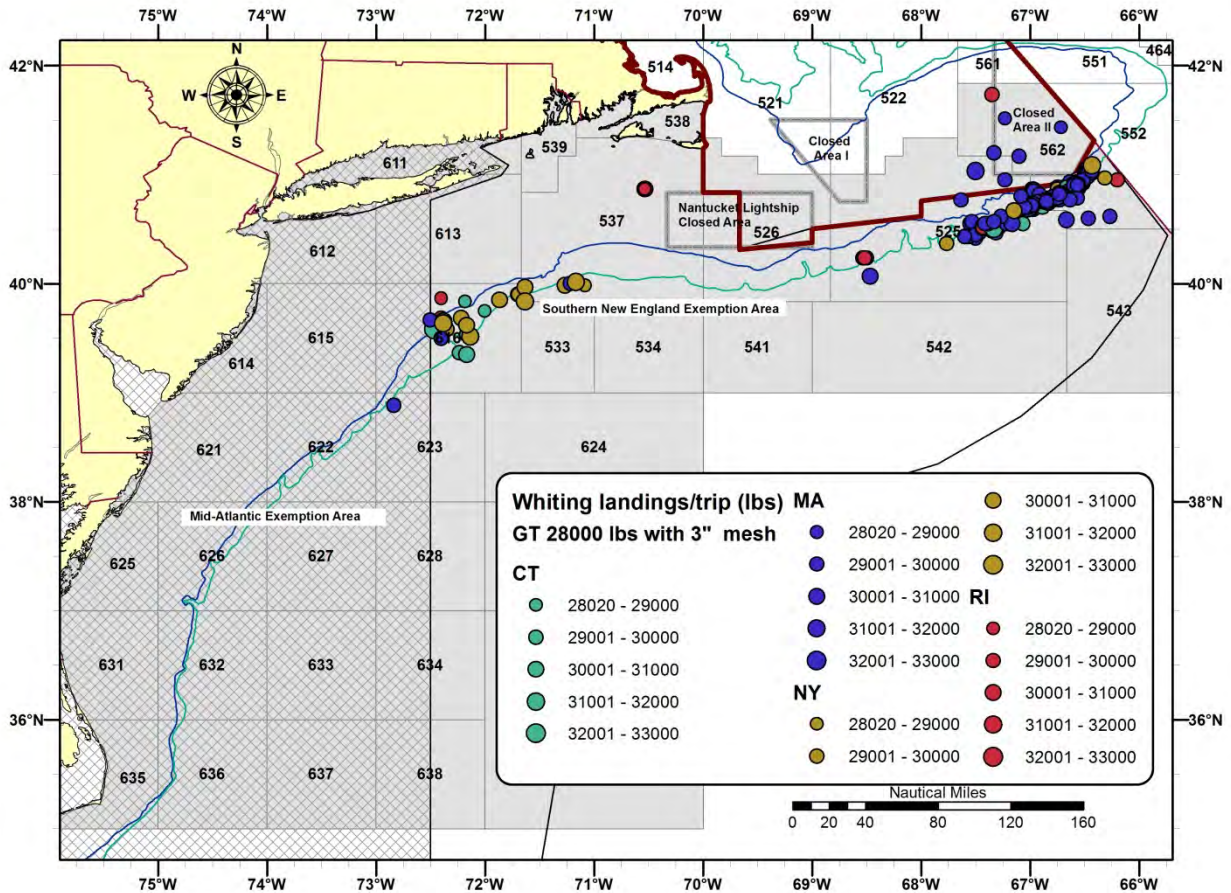 75°W 74°W 73°W 72°W 71°W 70°W 69°W 68°W 67°W 66°W
42°N
40°N
38°N
36°N
42°N
40°N
38°N
36°N
N
W E
S
514
521
522
561
551
464
552
538
539
Closed
Area I
Closed
Area II
562
611
537
Nantucket Lightship
Closed Area
526
525
612
613
543
Southern New England Exemption Area
615
616
614
533
534
541
542
621
622
623
624
Mid-Atlantic Exemption Area
625
626
627
628
631
632
633
634
635
636
637
638
Whiting landings/trip (lbs)
GT 28000 lbs with 3" mesh
CT
28020 - 29000
29001 - 30000
30001 - 31000
31001 - 32000
32001 - 33000
MA
28020 - 29000
29001 - 30000
30001 - 31000
31001 - 32000
32001 - 33000
NY
28020 - 29000
29001 - 30000
30001 - 31000
31001 - 32000
32001 - 33000
RI
28020 - 29000
29001 - 30000
30001 - 31000
31001 - 32000
32001 - 33000
Nautical Miles
0 20 40 80 120 160
75°W 74°W 73°W 72°W 71°W 70°W 69°W 68°W 67°W 66°W